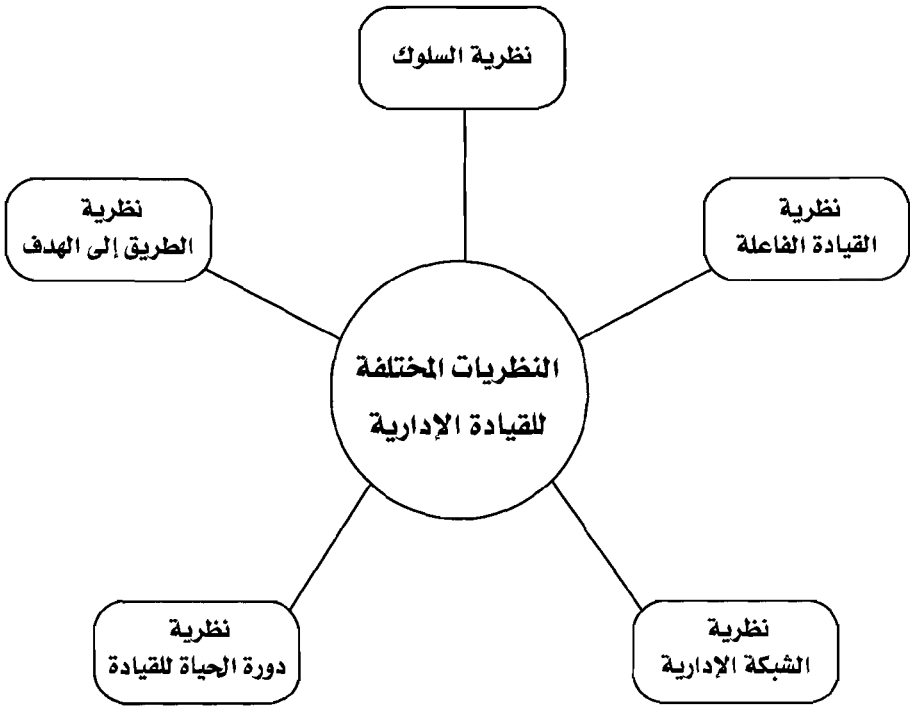 نظرية السلوك
نظرية
القيادة الفاعلة
نظرية
الطريق إلى الهدف
النظريات المختلفة
للقيادة الإدارية
نظرية
الشبكة الإدارية
نظرية
دورة الحياة للقيادة